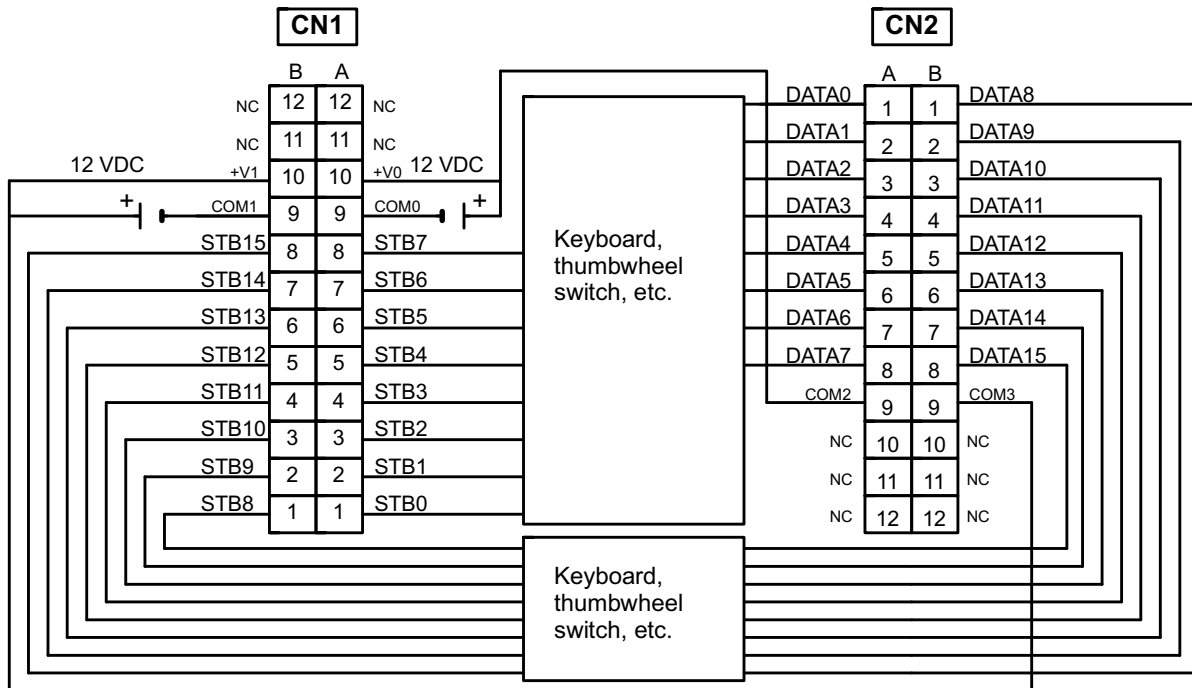 CN1 CN2
B A A B
NC 12 12 NC DATA0 1 1 DATA8
NC 11 11 NC DATA1 2 2 DATA9
12 VDC +V1 10 10 +V0 12 VDC DATA2 3 3 DATA10
+ COM1 9 9 COM0 + DATA3 4 4 DATA11
STB15 8 8 STB7 DATA4 5 5 DATA12
STB14 7 7 STB6 DATA5 6 6 DATA13
STB13 6 6 STB5 DATA6 7 7 DATA14
STB12 5 5 STB4 DATA7 8 8 DATA15
STB11 4 4 STB3 COM2 9 9 COM3
STB10 3 3 STB2 NC 10 10 NC
STB9 2 2 STB1 NC 11 11 NC
STB8 1 1 STB0 NC 12 12 NC
Keyboard,
thumbwheel
switch, etc.
Keyboard,
thumbwheel
switch, etc.